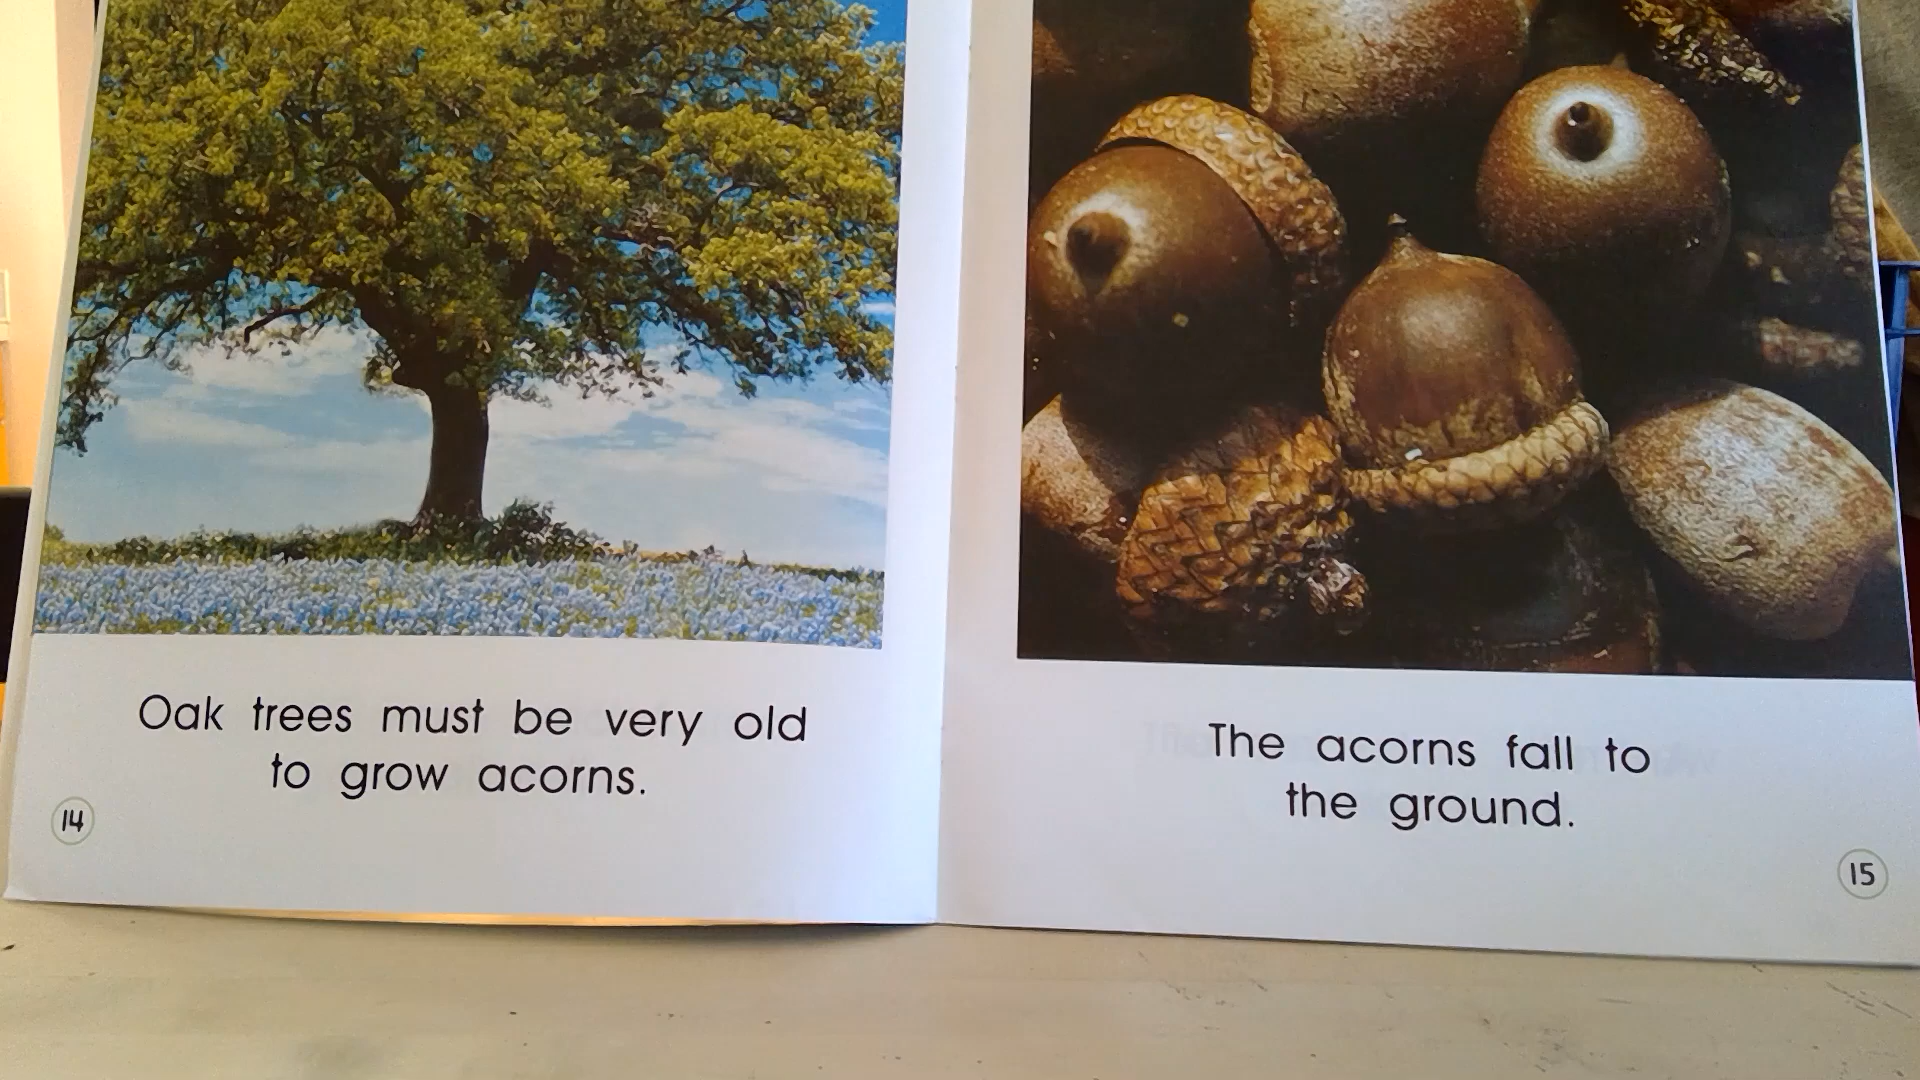 Oak trees must be very old
to grow acorns.
14
The acorns fall to
the ground.
15